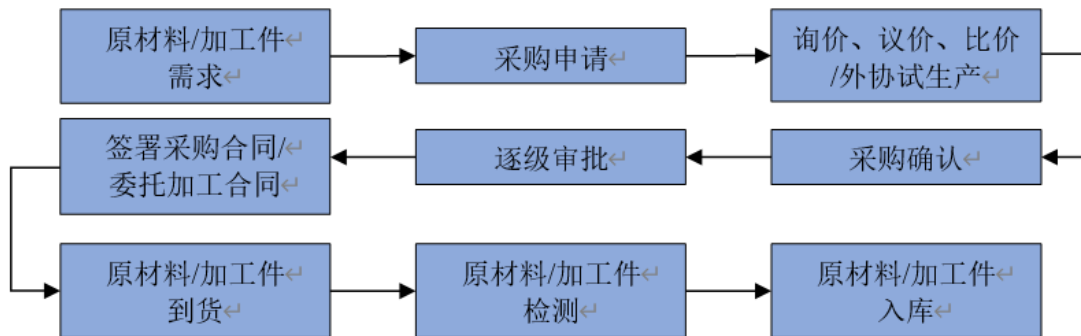 原材料/加工件
需求
采购申请
询价、议价、比价
/外协试生产
签署采购合同/
委托加工合同
逐级审批
采购确认
原材料/加工件
到货
原材料/加工件
检测
原材料/加工件
入库